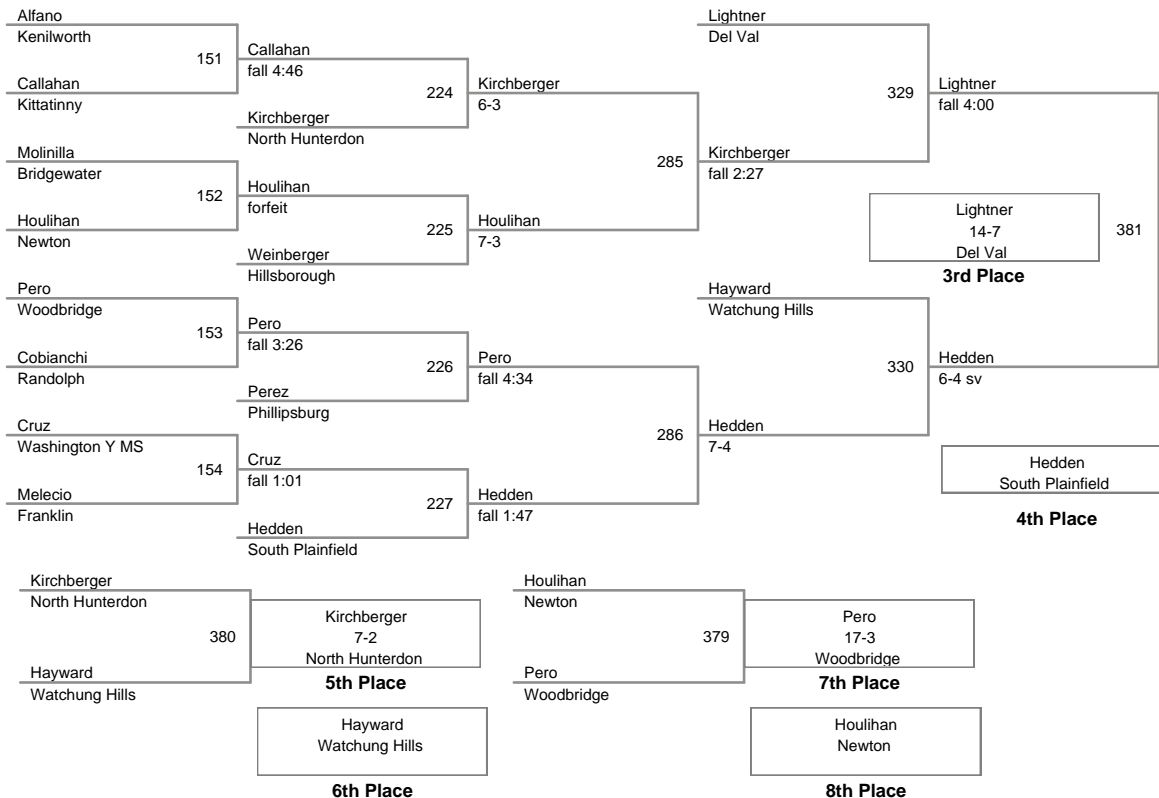 Alfano
Kenilworth
151
Callahan
Kittatinny
Molinilla
Bridgewater
152
Houlihan
Newton
Pero
Woodbridge
153
Cobianchi
Randolph
Cruz
Washington Y MS
154
Melecio
Franklin
Callahan
fall 4:46
224
Kirchberger
North Hunterdon
Houlihan
forfeit
225
Weinberger
Hillsborough
Pero
fall 3:26
226
Perez
Phillipsburg
Cruz
fall 1:01
227
Hedden
South Plainfield
Kirchberger
6-3
285
Houlihan
7-3
Pero
fall 4:34
286
Hedden
fall 1:47
Lightner
Del Val
329
Kirchberger
fall 2:27
Hayward
Watchung Hills
330
Hedden
7-4
Lightner
fall 4:00
381
Hedden
6-4 sv
Lightner
14-7
Del Val
3rd Place
Hedden
South Plainfield
4th Place
Kirchberger
North Hunterdon
380
Hayward
Watchung Hills
Kirchberger
7-2
North Hunterdon
5th Place
Hayward
Watchung Hills
6th Place
Houlihan
Newton
379
Pero
Woodbridge
Pero
17-3
Woodbridge
7th Place
Houlihan
Newton
8th Place